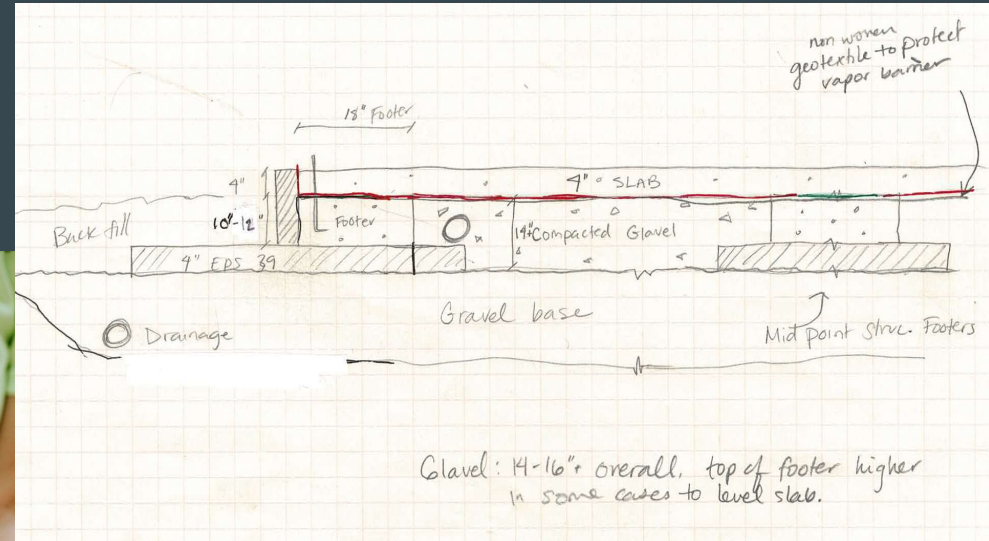 non woven
geotextile to protect
vapor barrier
18" Footer
4"
4" SLAB
10"-12"
Back fill
Footer
14" Compacted Glavel
4" EPS 39
Gravel base
Drainage
Mid point struc. Footers
Glavel: 14-16"+ overall. top of footer higher
in some cases to level slab.